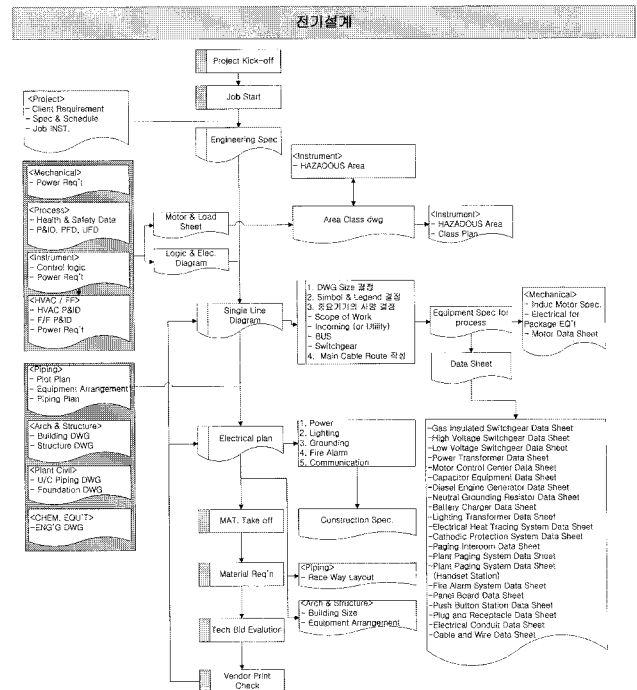 전기설계
Project Kick-off
Job Start
<Project>
- Client Requirement
- Spec & Schedule
- Job INST.
Engineering Spec
<Instrument>
- HAZADOUS Area
<Mechanical>
- Power Req't
<Process>
- Health & Safety Data
- P&ID, PFD, UFD
<Instrument>
- Control logic
- Power Req't
<HVAC / FF>
- HVAC P&ID
- F/F P&ID
- Power Req't
Motor & Load
Sheet
Logic & Elec.
Diagram
Area Class dwg
<Instrument>
- HAZADOUS Area
- Class Plan
Single Line
Diagram
1. DWG Size 결정
2. Simbol & Legend 결정
3. 중요기기의 사양 결정
- Scope of Work
- Incoming (or Utility)
- BUS
- Switchgear
4. Main Cable Route 작성
Equipment Spec for
process
<Mechanical>
- Induc Motor Spec.
- Electrical for
Package EQ't
- Motor Data Sheet
Data Sheet
<Piping>
- Plot Plan
- Equipment Arrangement
- Piping Plan
<Arch & Structure>
- Building DWG
- Structure DWG
<Plant Civil>
- U/C Piping DWG
- Foundation DWG
<CHEM. EQU'T>
- ENG'G DWG
Electrical plan
1. Power
2. Lighting
3. Grounding
4. Fire Alarm
5. Communication
MAT. Take off
Construction Spec.
Material Req'n
<Piping>
- Race Way Layout
<Arch & Structure>
- Building Size
- Equipment Arrangement
Tech Bid Evalution
Vendor Print
Check
-Gas Insulated Switchgear Data Sheet
-High Voltage Switchgear Data Sheet
-Low Voltage Switchgear Data Sheet
-Power Transformer Data Sheet
-Motor Control Center Data Sheet
-Capacitor Equipment Data Sheet
-Diesel Engine Generator Data Sheet
-Neutral Grounding Resistor Data Sheet
-Battery Charger Data Sheet
-Lighting Transformer Data Sheet
-Electrical Heat Tracing System Data Sheet
-Cathodic Protection System Data Sheet
-Paging Intercom Data Sheet
-Plant Paging System Data Sheet
-Plant Paging System Data Sheet
(Handset Station)
-Fire Alarm System Data Sheet
-Panel Board Data Sheet
-Push Button Station Data Sheet
-Plug and Receptacle Data Sheet
-Electrical Conduit Data Sheet
-Cable and Wire Data Sheet